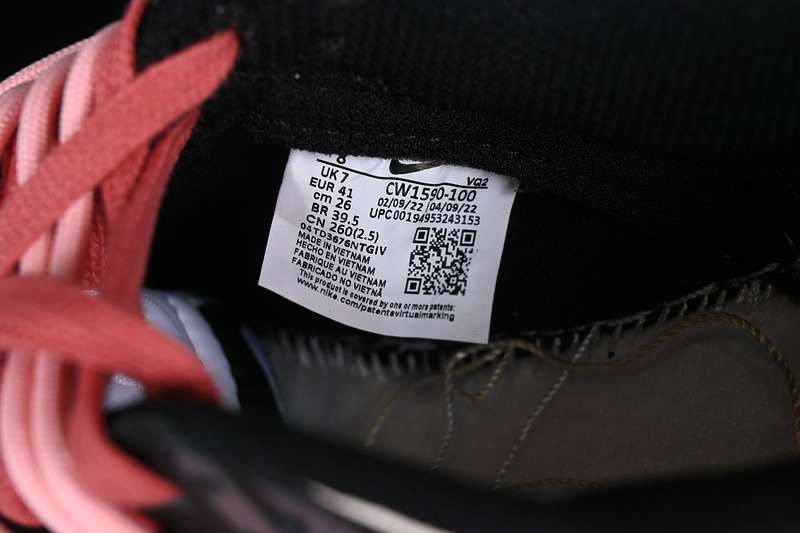 8
UK 7
EUR 41
cm 26
BR 39.5
CN 260(2.5)
04TD3676NTGIV
MADE IN VIETNAM
HECHO EN VIETNAM
FABRIQUE AU VIETNAM
FABRICADO NO VIETNÃ
This product is covered by one or more patents:
www.nike.com/patentsvirtualmarking
VQ2
CW1590-100
02/09/22 04/09/22
UPC00194953243153